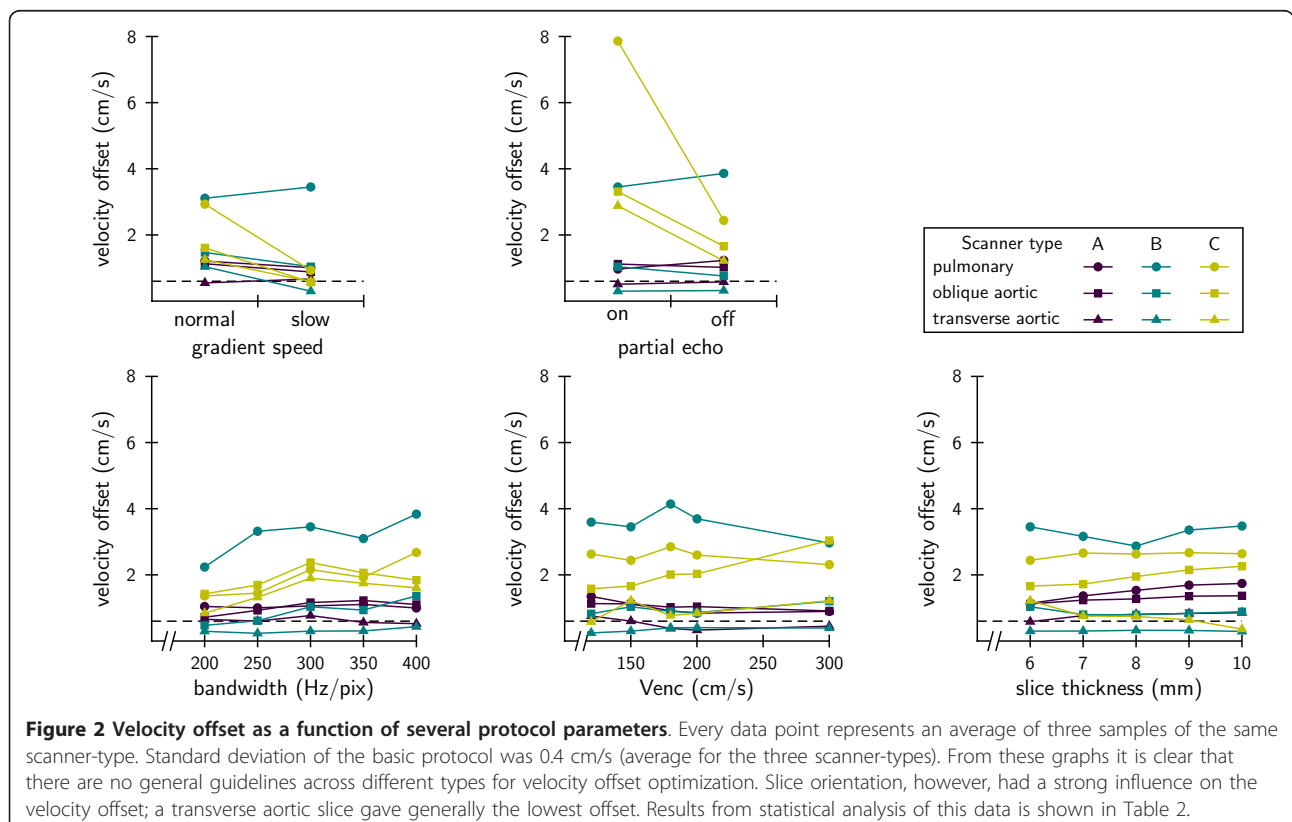 8
6
4
2
velocity offset (cm/s)
normal slow
gradient speed
8
6
4
2
velocity offset (cm/s)
on off
partial echo
Scanner type A B C
pulmonary
oblique aortic
transverse aortic
8
6
4
2
velocity offset (cm/s)
200 250 300 350 400
bandwidth (Hz/pix)
8
6
4
2
velocity offset (cm/s)
150 200 250 300
Venc (cm/s)
8
6
4
2
velocity offset (cm/s)
6 7 8 9 10
slice thickness (mm)
Figure 2 Velocity offset as a function of several protocol parameters. Every data point represents an average of three samples of the same
scanner-type. Standard deviation of the basic protocol was 0.4 cm/s (average for the three scanner-types). From these graphs it is clear that
there are no general guidelines across different types for velocity offset optimization. Slice orientation, however, had a strong influence on the
velocity offset; a transverse aortic slice gave generally the lowest offset. Results from statistical analysis of this data is shown in Table 2.